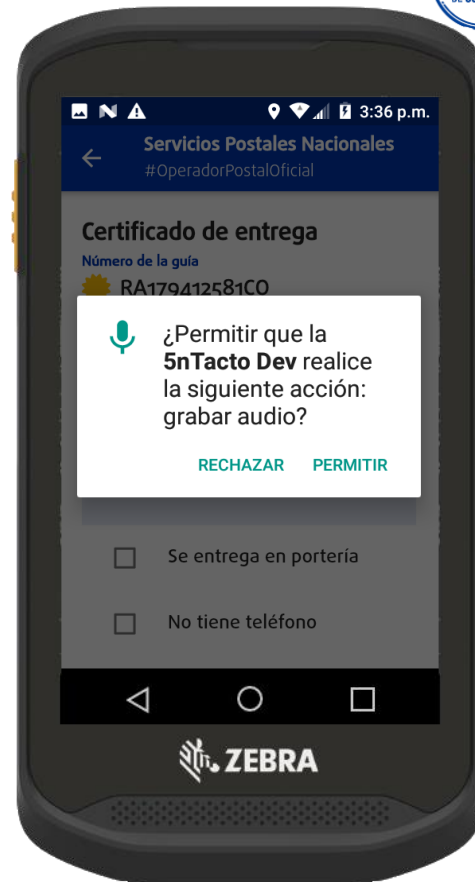 3:36 p.m.
Servicios Postales Nacionales
#OperadorPostalOficial
Certificado de entrega
Número de la guía
RA179412581CO
¿Permitir que la
5nTacto Dev realice
la siguiente acción:
grabar audio?
RECHAZAR PERMITIR
Se entrega en portería
No tiene teléfono
ZEBRA